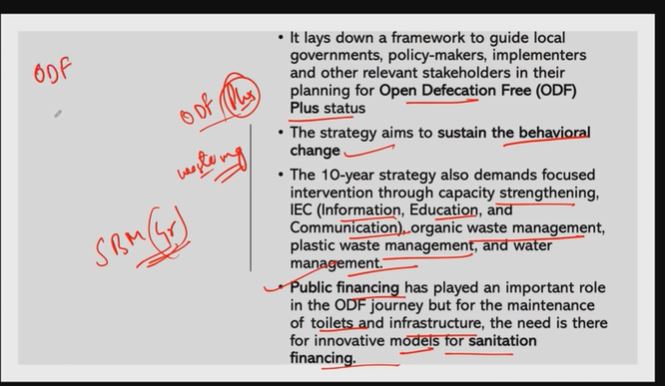 ODF
ODF Plus
SBM (Gr)
• It lays down a framework to guide local
governments, policy-makers, implementers
and other relevant stakeholders in their
planning for Open Defecation Free (ODF)
Plus status
• The strategy aims to sustain the behavioral
change
• The 10-year strategy also demands focused
intervention through capacity strengthening,
IEC (Information, Education, and
Communication), organic waste management,
plastic waste management, and water
management.
• Public financing has played an important role
in the ODF journey but for the maintenance
of toilets and infrastructure, the need is there
for innovative models for sanitation
financing.